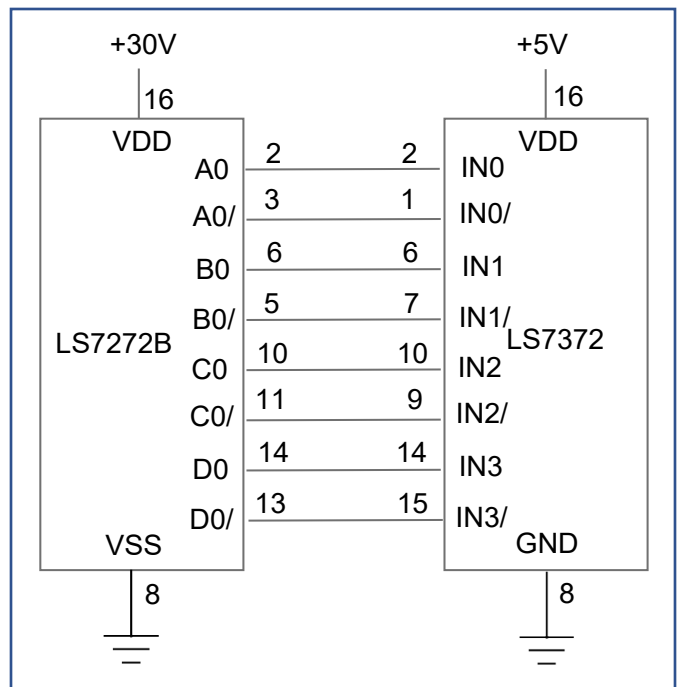 +30V +5V
16 16
VDD VDD
A0 2 2 IN0
A0/ 3 1 IN0/
B0 6 6 IN1
B0/ 5 7 IN1/
LS7272B LS7372
C0 10 10 IN2
C0/ 11 9 IN2/
D0 14 14 IN3
D0/ 13 15 IN3/
VSS GND
8 8